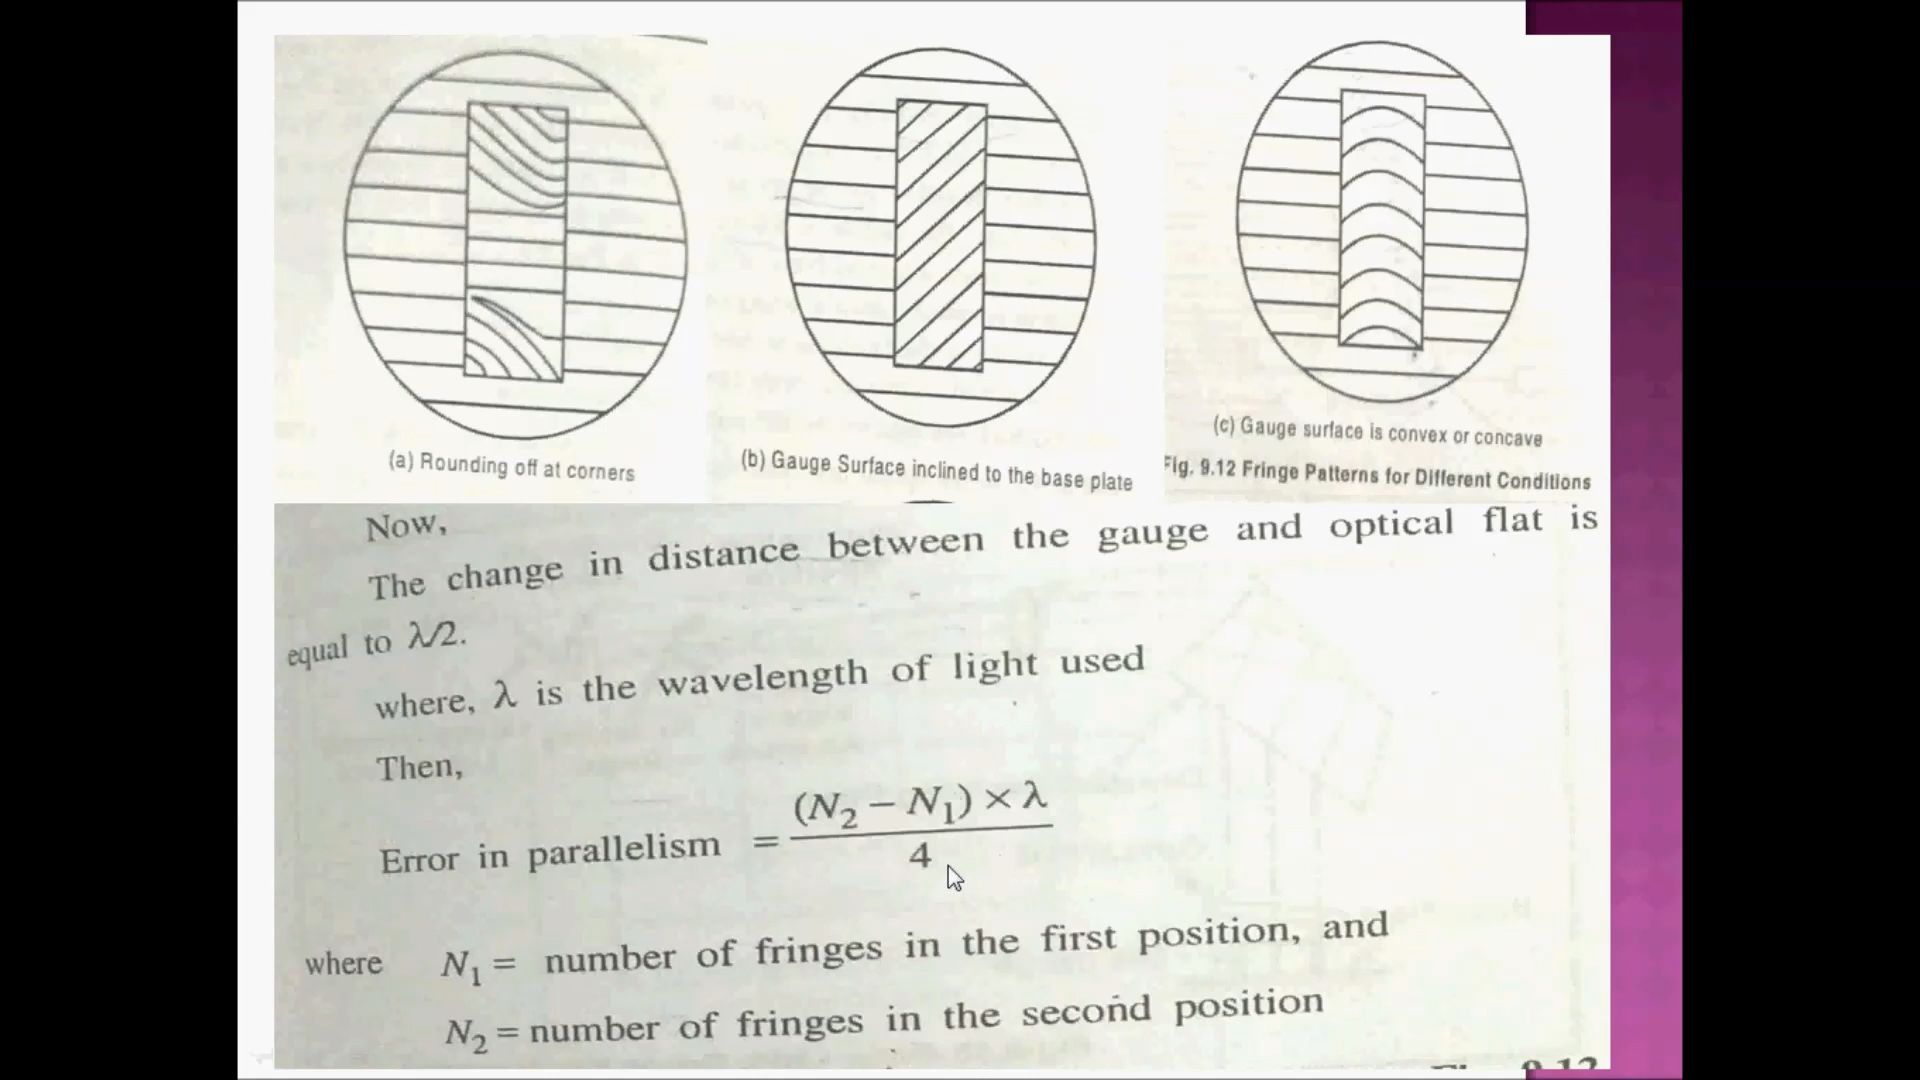 (a) Rounding off at corners
(b) Gauge Surface inclined to the base plate
(c) Gauge surface is convex or concave
Fig. 9.12 Fringe Patterns for Different Conditions
Now,
The change in distance between the gauge and optical flat is
equal to λ/2.
where, λ is the wavelength of light used
Then,
Error in parallelism = (N₂ − N₁) × λ / 4
where N₁ = number of fringes in the first position, and
N₂ = number of fringes in the second position